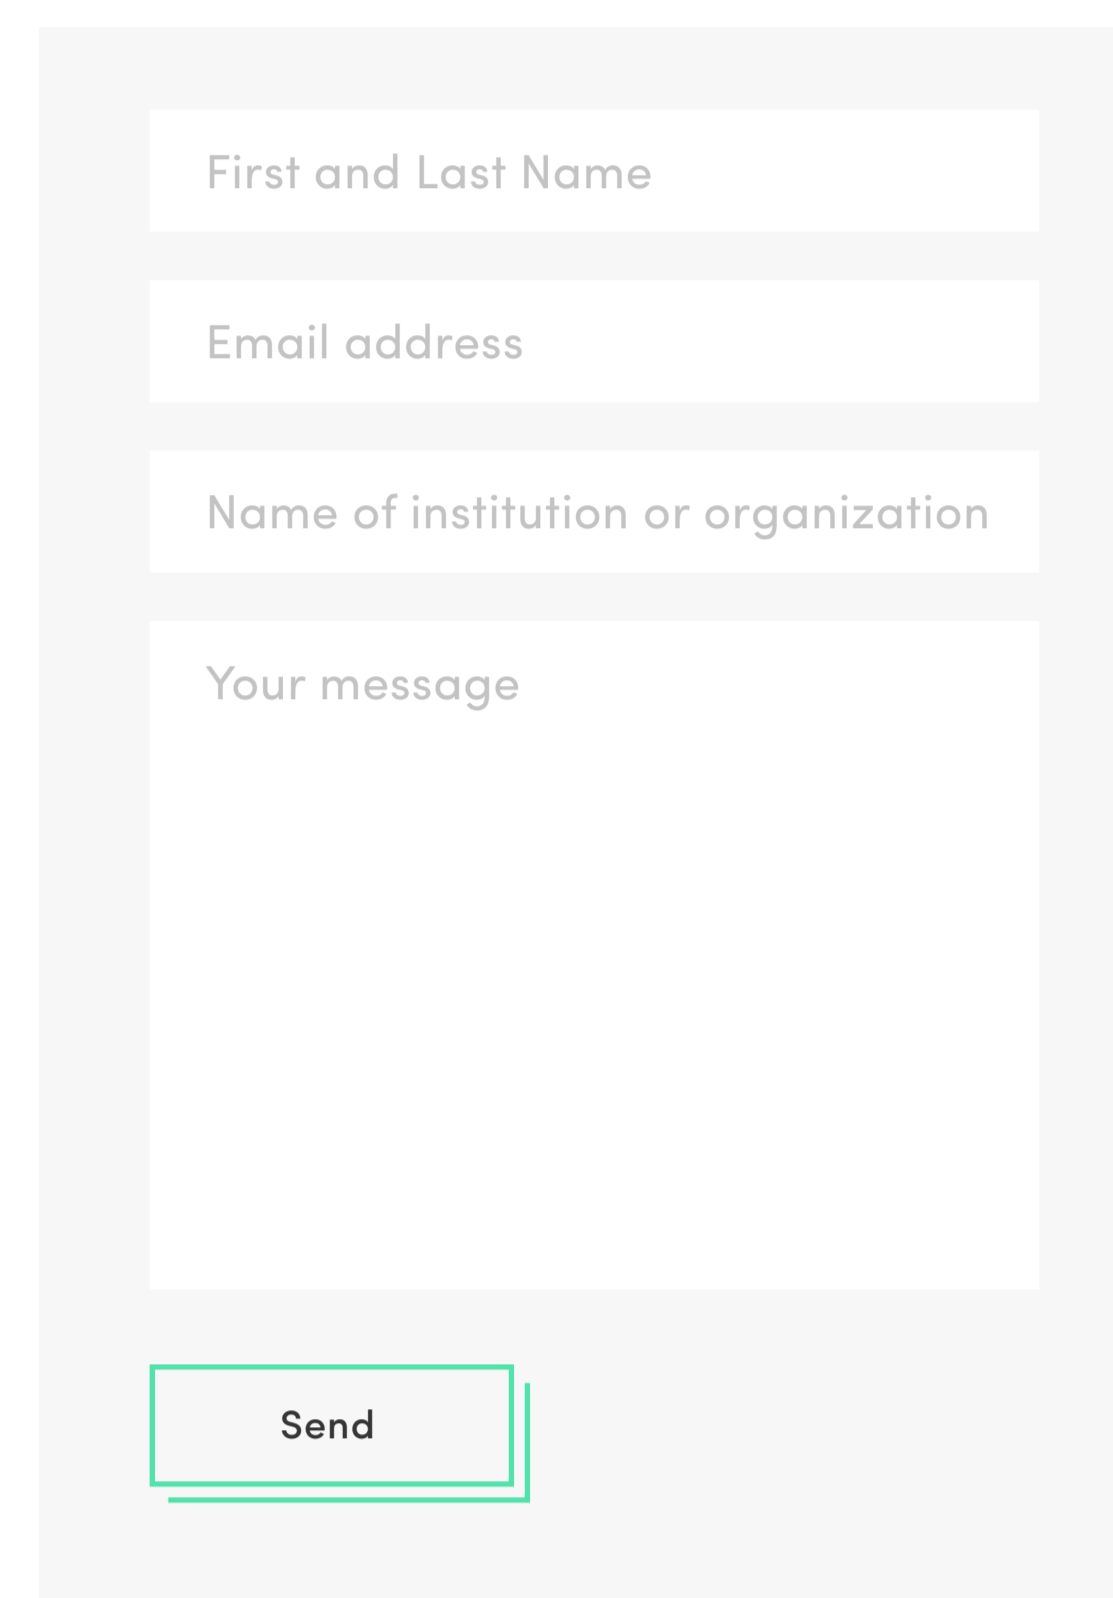 First and Last Name
Email address
Name of institution or organization
Your message
Send